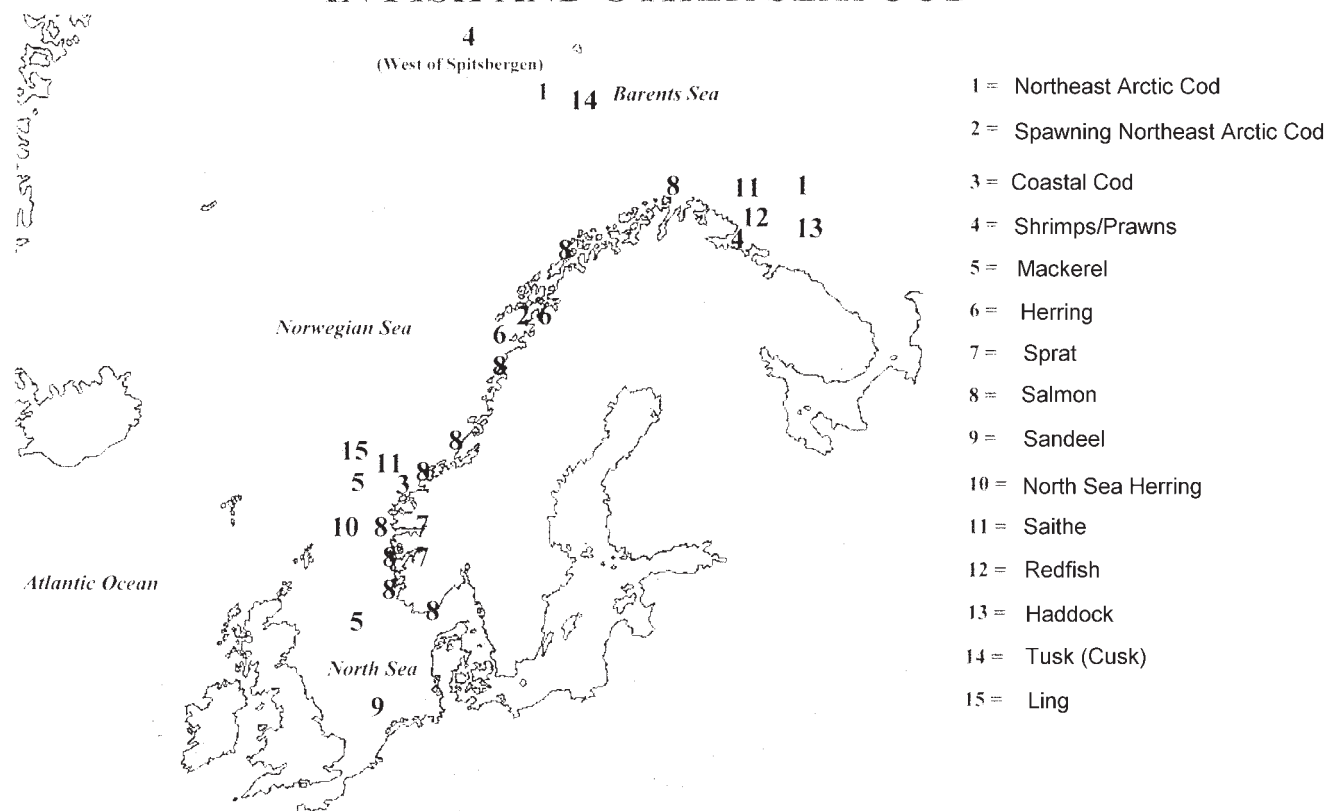 4
(West of Spitsbergen)
1 14 Barents Sea
8 11 1
12 13
4
8
2 6
Norwegian Sea 6
8
8
15
11 8
5 3
10 8 7
8 7
Atlantic Ocean
8
8
5
North Sea
9
1 = Northeast Arctic Cod
2 = Spawning Northeast Arctic Cod
3 = Coastal Cod
4 = Shrimps/Prawns
5 = Mackerel
6 = Herring
7 = Sprat
8 = Salmon
9 = Sandeel
10 = North Sea Herring
11 = Saithe
12 = Redfish
13 = Haddock
14 = Tusk (Cusk)
15 = Ling